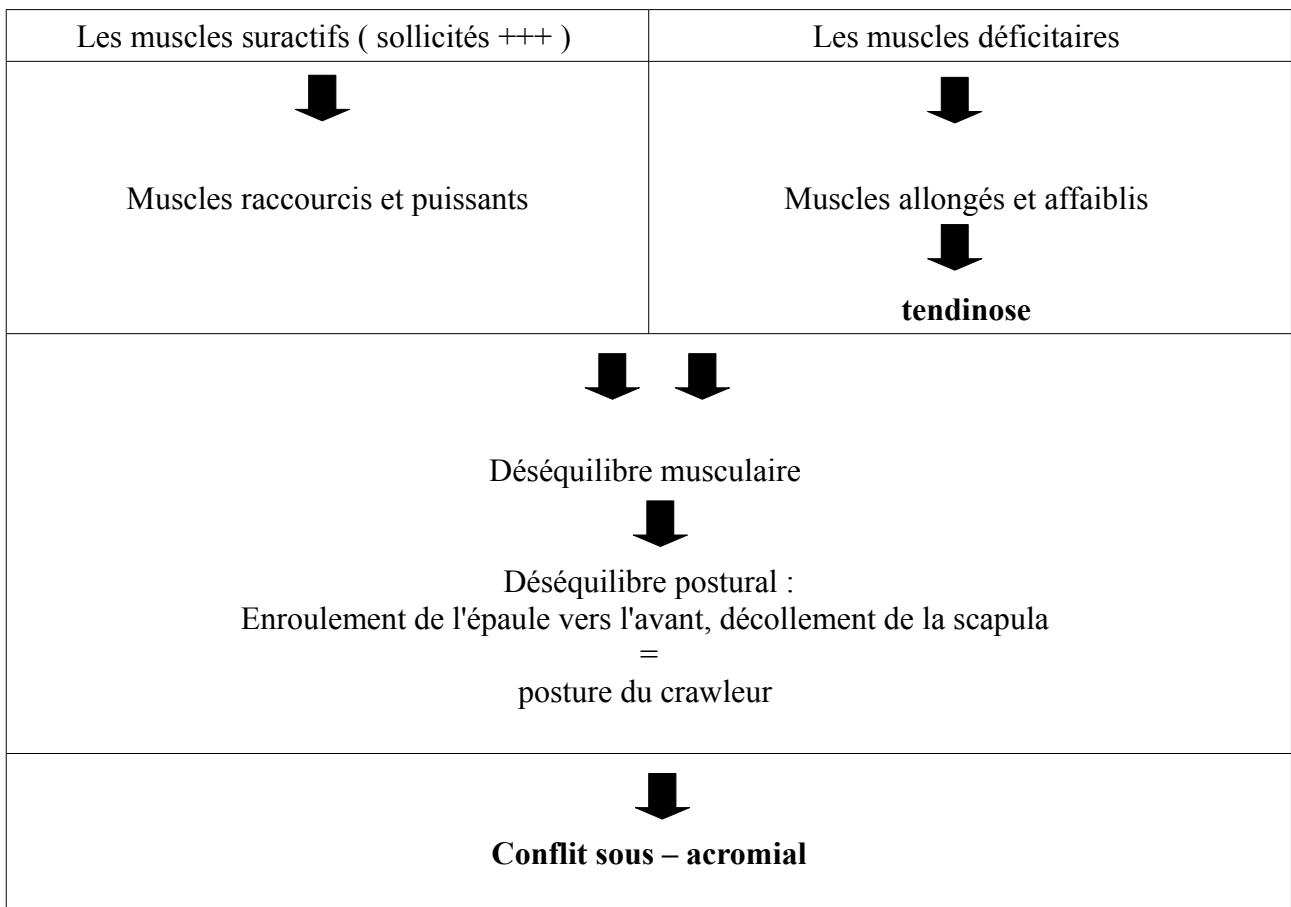 Les muscles suractifs ( sollicités +++ )
Les muscles déficitaires
Muscles raccourcis et puissants
Muscles allongés et affaiblis
tendinose
Déséquilibre musculaire
Déséquilibre postural :
Enroulement de l'épaule vers l'avant, décollement de la scapula
=
posture du crawleur
Conflit sous – acromial